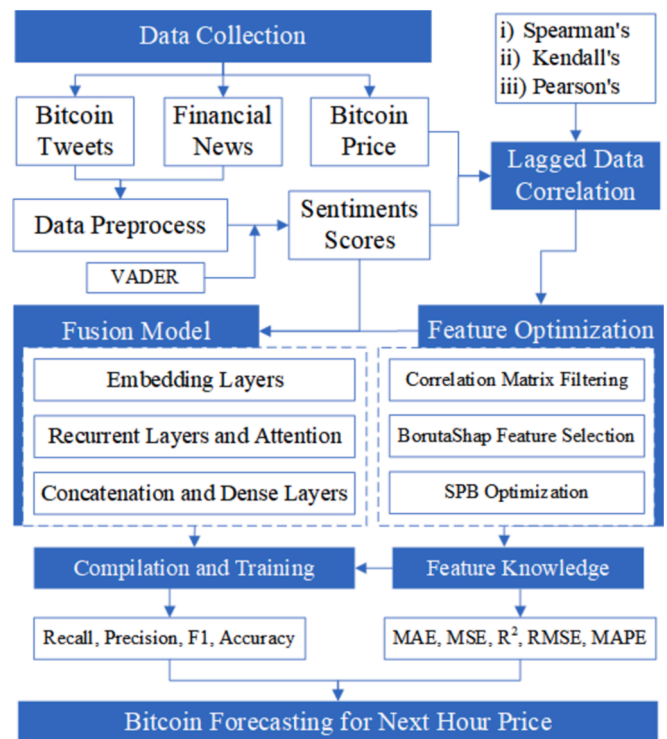 Data Collection
i) Spearman's
ii) Kendall's
iii) Pearson's
Bitcoin
Tweets
Financial
News
Bitcoin
Price
Lagged Data
Correlation
Data Preprocess
Sentiments
Scores
VADER
Fusion Model
Feature Optimization
Embedding Layers
Recurrent Layers and Attention
Concatenation and Dense Layers
Correlation Matrix Filtering
BorutaShap Feature Selection
SPB Optimization
Compilation and Training
Feature Knowledge
Recall, Precision, F1, Accuracy
MAE, MSE, R², RMSE, MAPE
Bitcoin Forecasting for Next Hour Price